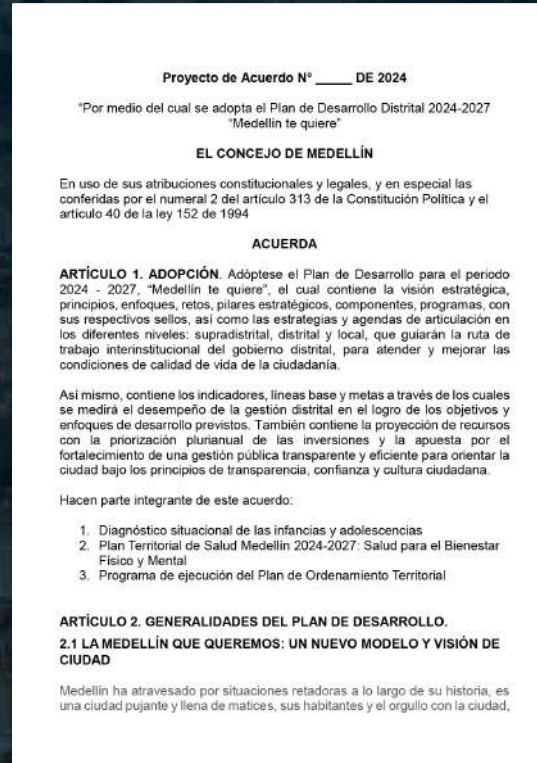 Proyecto de Acuerdo N° _____ DE 2024
"Por medio del cual se adopta el Plan de Desarrollo Distrital 2024-2027
"Medellín te quiere"
EL CONCEJO DE MEDELLÍN
En uso de sus atribuciones constitucionales y legales, y en especial las
conferidas por el numeral 2 del artículo 313 de la Constitución Política y el
artículo 40 de la ley 152 de 1994
ACUERDA
ARTÍCULO 1. ADOPCIÓN. Adóptese el Plan de Desarrollo para el periodo
2024 - 2027, "Medellín te quiere", el cual contiene la visión estratégica,
principios, enfoques, retos, pilares estratégicos, componentes, programas, con
sus respectivos sellos, así como las estrategias y agendas de articulación en
los diferentes niveles: supradistrital, distrital y local, que guiarán la ruta de
trabajo interinstitucional del gobierno distrital, para atender y mejorar las
condiciones de calidad de vida de la ciudadanía.
Así mismo, contiene los indicadores, líneas base y metas a través de los cuales
se medirá el desempeño de la gestión distrital en el logro de los objetivos y
enfoques de desarrollo previstos. También contiene la proyección de recursos
con la priorización plurianual de las inversiones y la apuesta por el
fortalecimiento de una gestión pública transparente y eficiente para orientar la
ciudad bajo los principios de transparencia, confianza y cultura ciudadana.
Hacen parte integrante de este acuerdo:
1. Diagnóstico situacional de las infancias y adolescencias
2. Plan Territorial de Salud Medellín 2024-2027: Salud para el Bienestar
Físico y Mental
3. Programa de ejecución del Plan de Ordenamiento Territorial
ARTÍCULO 2. GENERALIDADES DEL PLAN DE DESARROLLO.
2.1 LA MEDELLÍN QUE QUEREMOS: UN NUEVO MODELO Y VISIÓN DE
CIUDAD
Medellín ha atravesado por situaciones retadoras a lo largo de su historia, es
una ciudad pujante y llena de matices, sus habitantes y el orgullo con la ciudad,